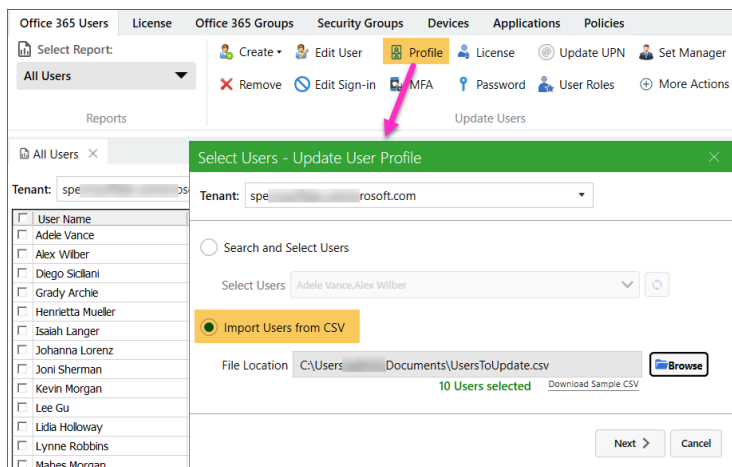 Office 365 Users License Office 365 Groups Security Groups Devices Applications Policies
Select Report:
All Users
Reports
Create Edit User Profile License Update UPN Set Manager
Remove Edit Sign-in MFA Password User Roles More Actions
Update Users
All Users
Tenant: spe
User Name
Adele Vance
Alex Wilber
Diego Siciliani
Grady Archie
Henrietta Mueller
Isaiah Langer
Johanna Lorenz
Joni Sherman
Kevin Morgan
Lee Gu
Lidia Holloway
Lynne Robbins
Mahes Morgan
Select Users - Update User Profile
Tenant: spe rosoft.com
Search and Select Users
Select Users Adele Vance,Alex Wilber
Import Users from CSV
File Location C:\Users Documents\UsersToUpdate.csv Browse
10 Users selected Download Sample CSV
Next Cancel